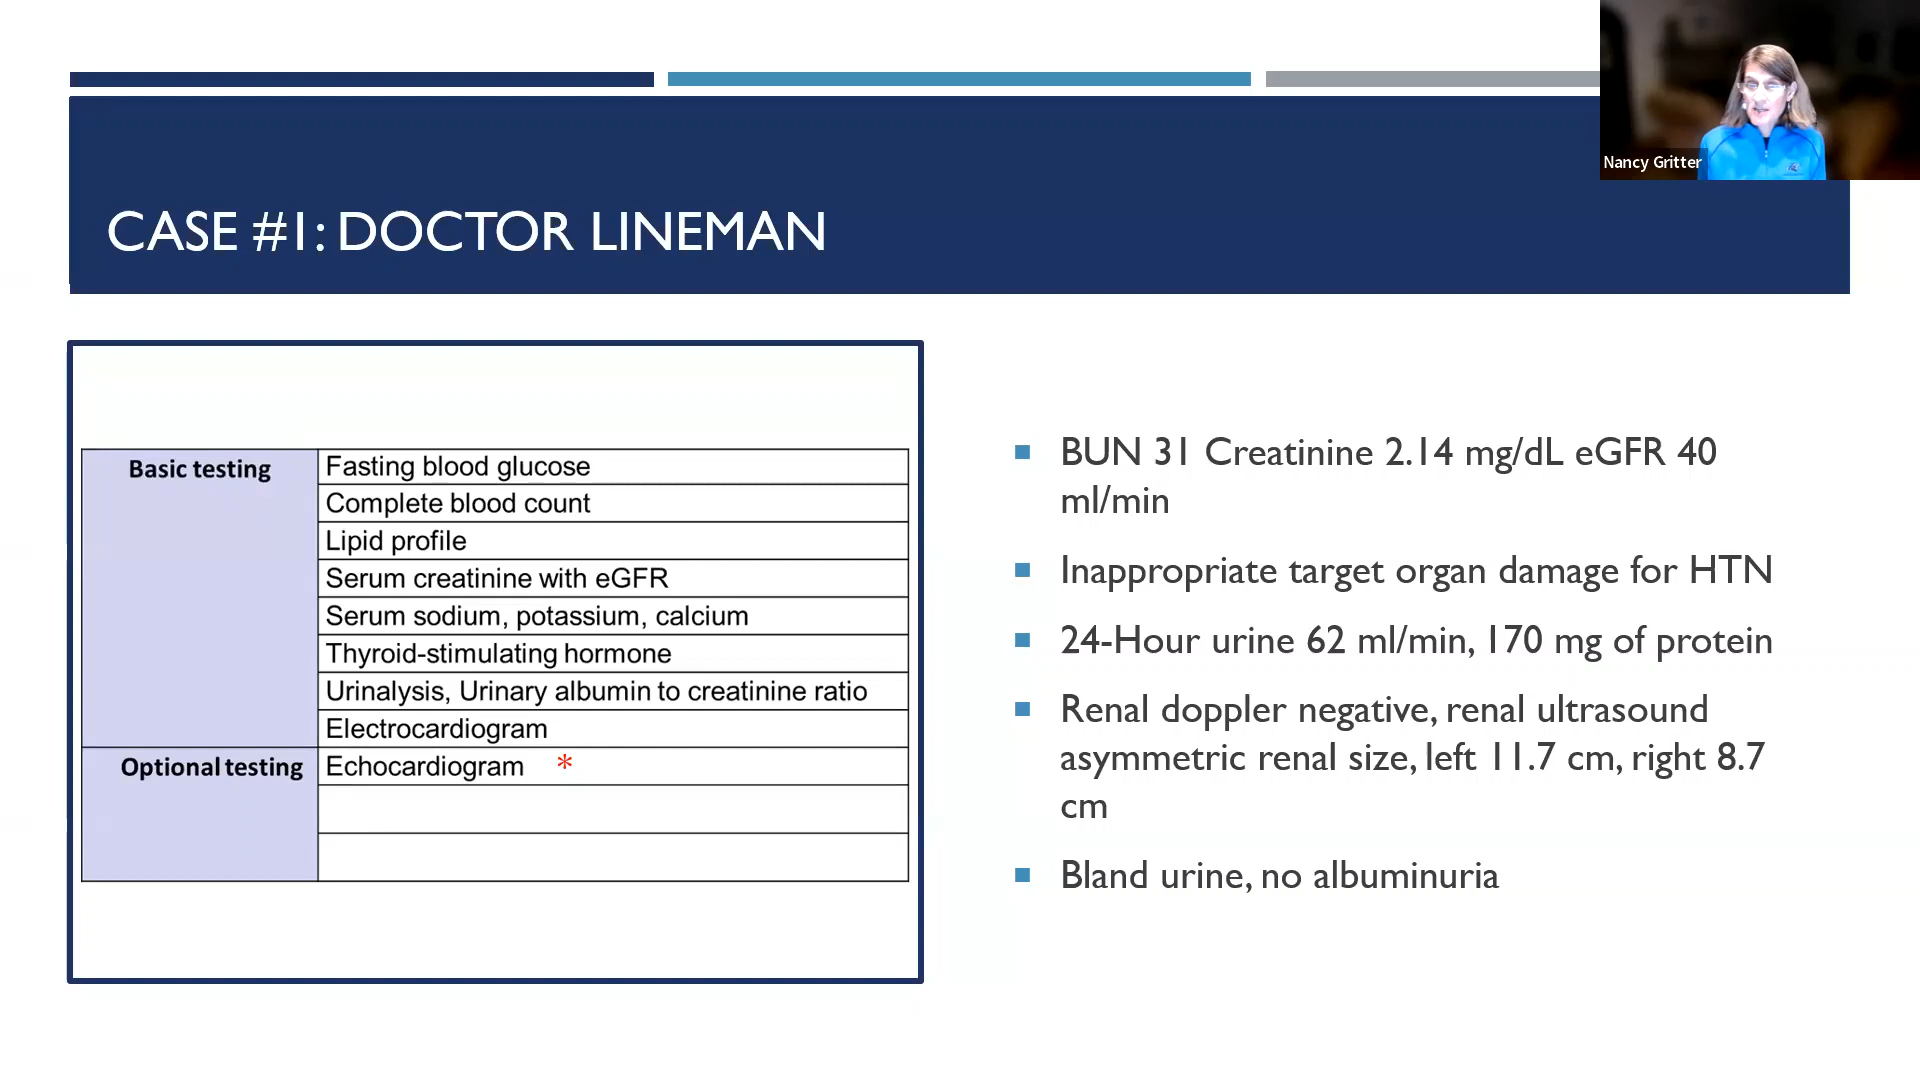 Nancy Gritter
CASE #1: DOCTOR LINEMAN
Basic testing
Fasting blood glucose
Complete blood count
Lipid profile
Serum creatinine with eGFR
Serum sodium, potassium, calcium
Thyroid-stimulating hormone
Urinalysis, Urinary albumin to creatinine ratio
Electrocardiogram
Optional testing
Echocardiogram *
BUN 31 Creatinine 2.14 mg/dL eGFR 40
ml/min
Inappropriate target organ damage for HTN
24-Hour urine 62 ml/min, 170 mg of protein
Renal doppler negative, renal ultrasound
asymmetric renal size, left 11.7 cm, right 8.7
cm
Bland urine, no albuminuria